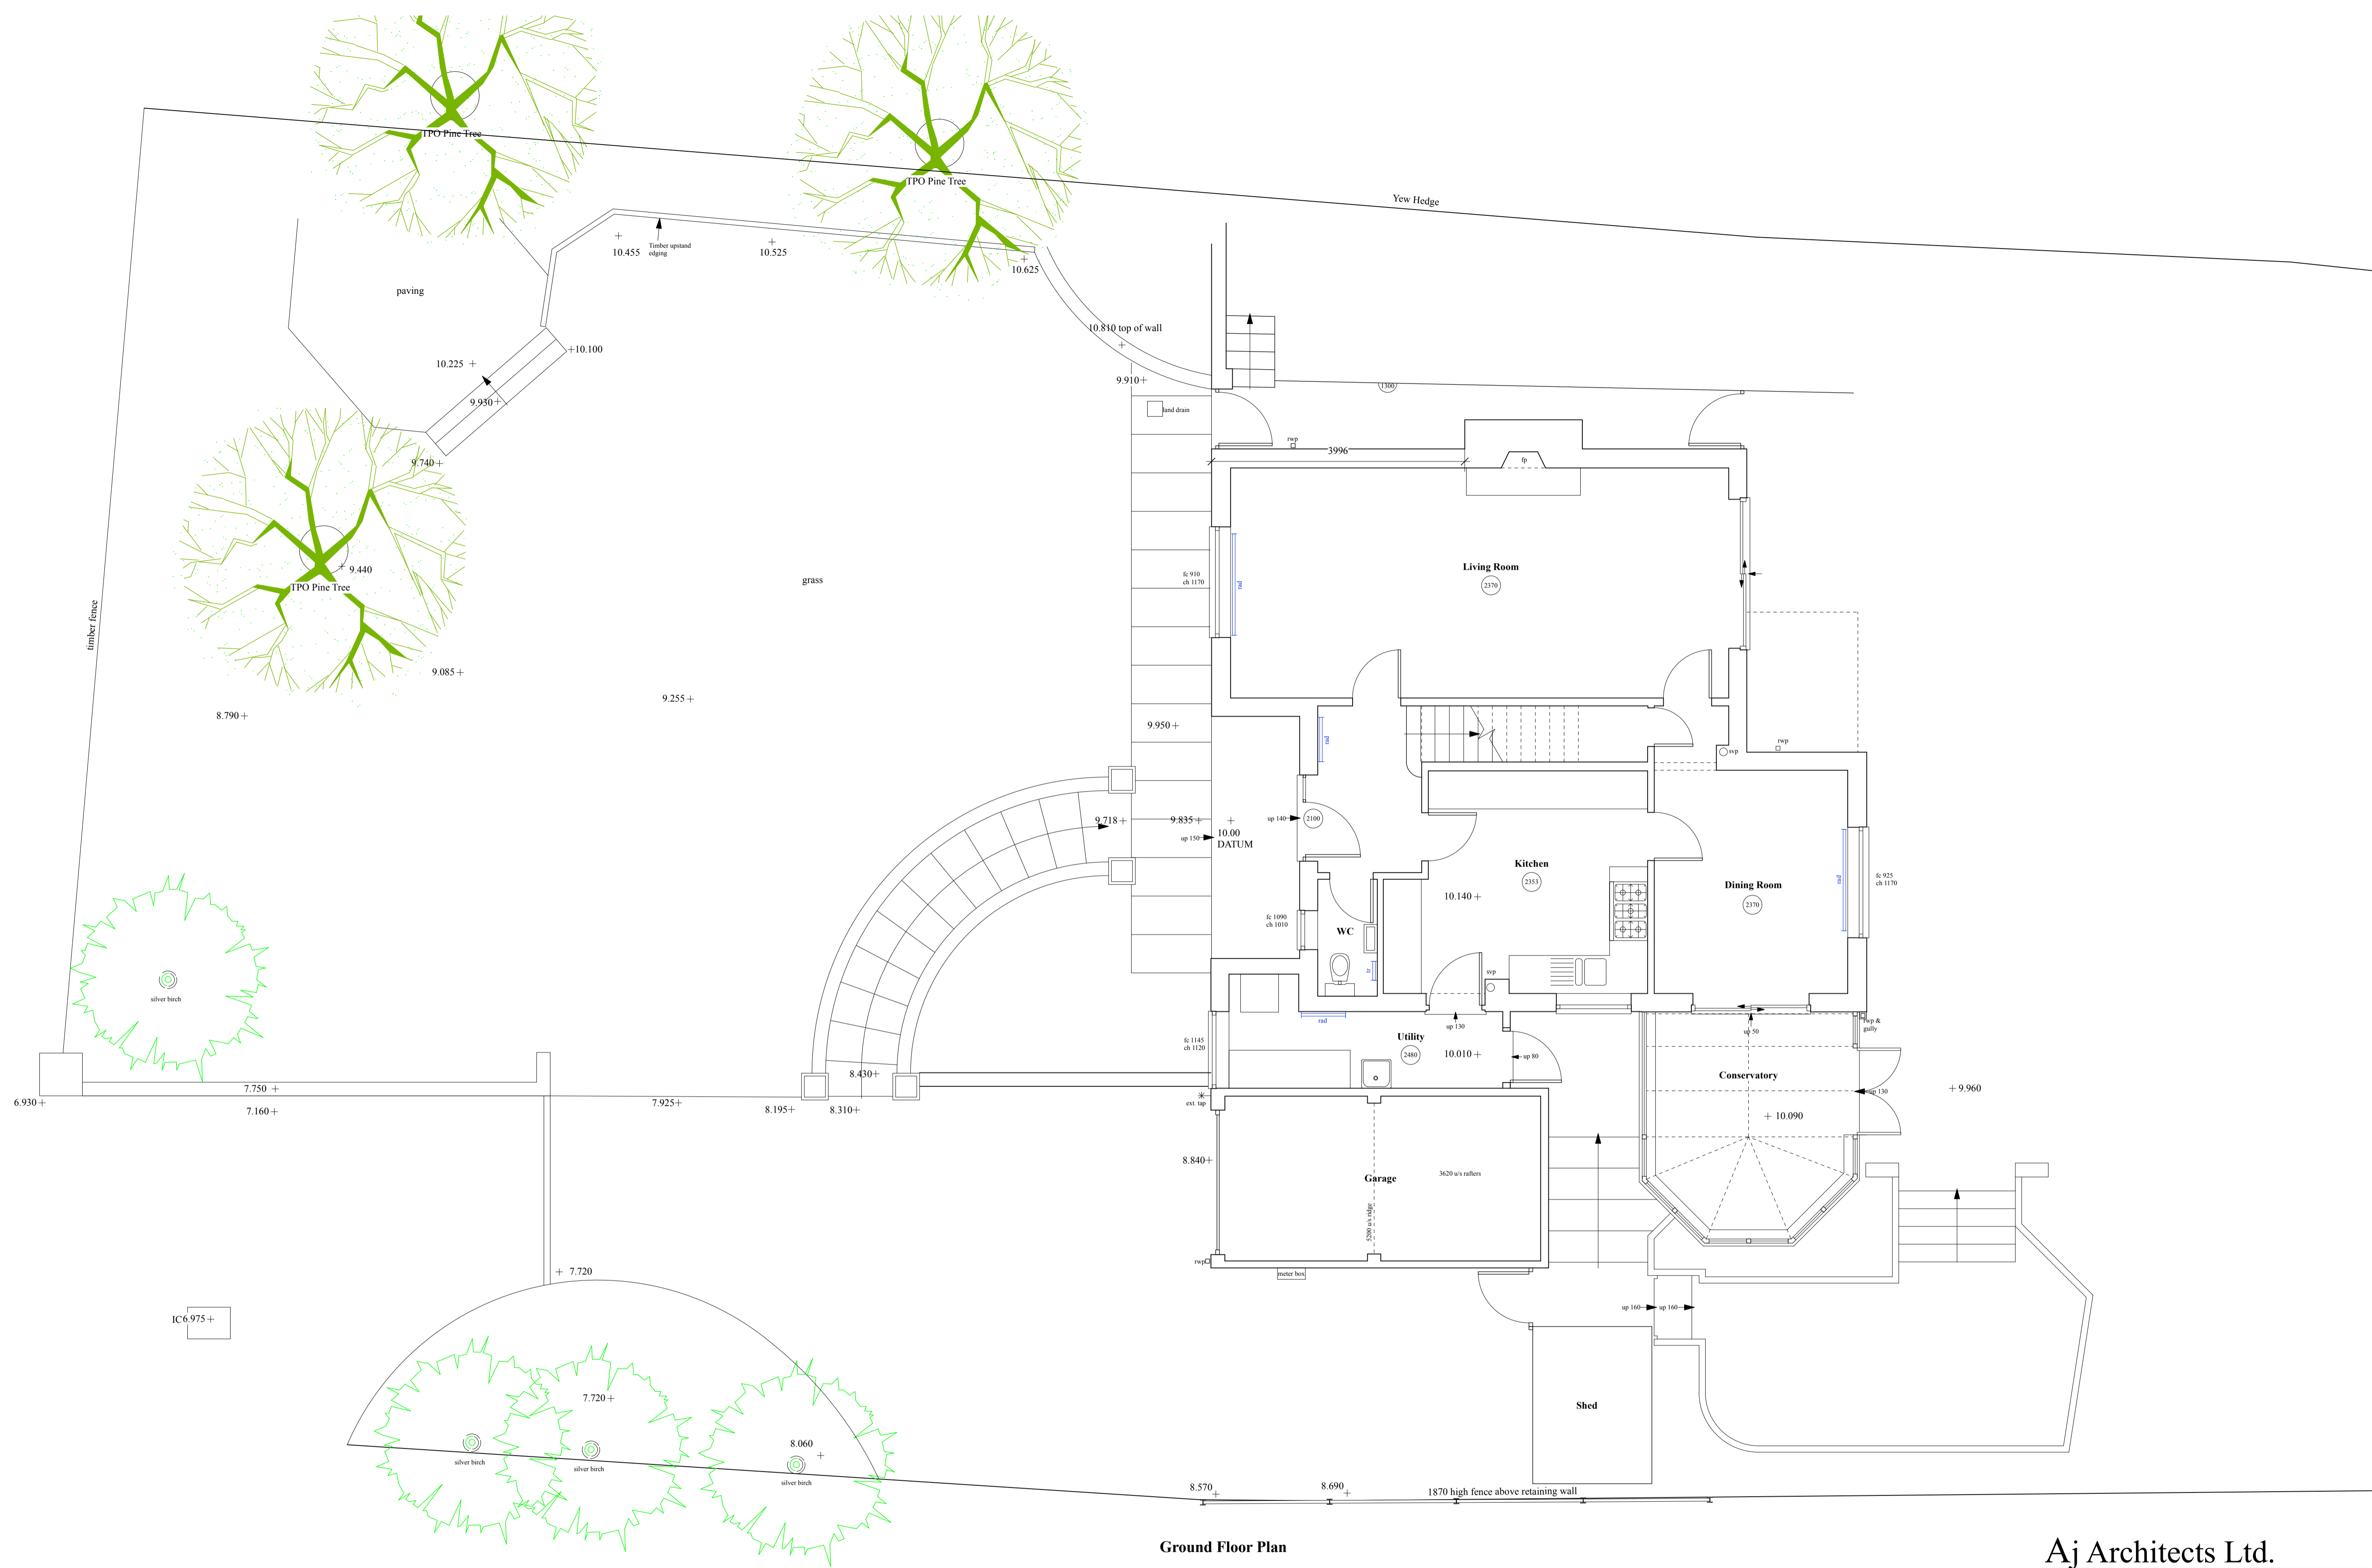 TPO Pine Tree
TPO Pine Tree
Yew Hedge
10.455
Timber upstand
edging
10.525
10.625
paving
10.810 top of wall
10.100
10.225
9.930
9.910
land drain
1300
rwp
3996
fp
9.740
9.440
TPO Pine Tree
grass
fc 910
ch 1170
rad
Living Room
2370
timber fence
9.085
9.255
8.790
9.950
rad
svp
rwp
9.718
9.835
up 150
10.00
DATUM
up 140
2100
Kitchen
2353
10.140
Dining Room
2370
rad
fc 925
ch 1170
fc 1090
ch 1010
WC
tr
svp
silver birch
rad
up 130
Utility
2480
10.010
up 80
fc 1145
ch 1120
up 50
rwp &
gully
Conservatory
up 130
9.960
10.090
8.430
7.750
6.930
7.160
7.925
8.195
8.310
ext. tap
8.840
Garage
3620 u/s rafters
5200 u/s ridge
rwp
meter box
7.720
IC
6.975
up 160
up 160
7.720
Shed
8.060
silver birch
silver birch
silver birch
8.570
8.690
1870 high fence above retaining wall
Ground Floor Plan
Aj Architects Ltd.